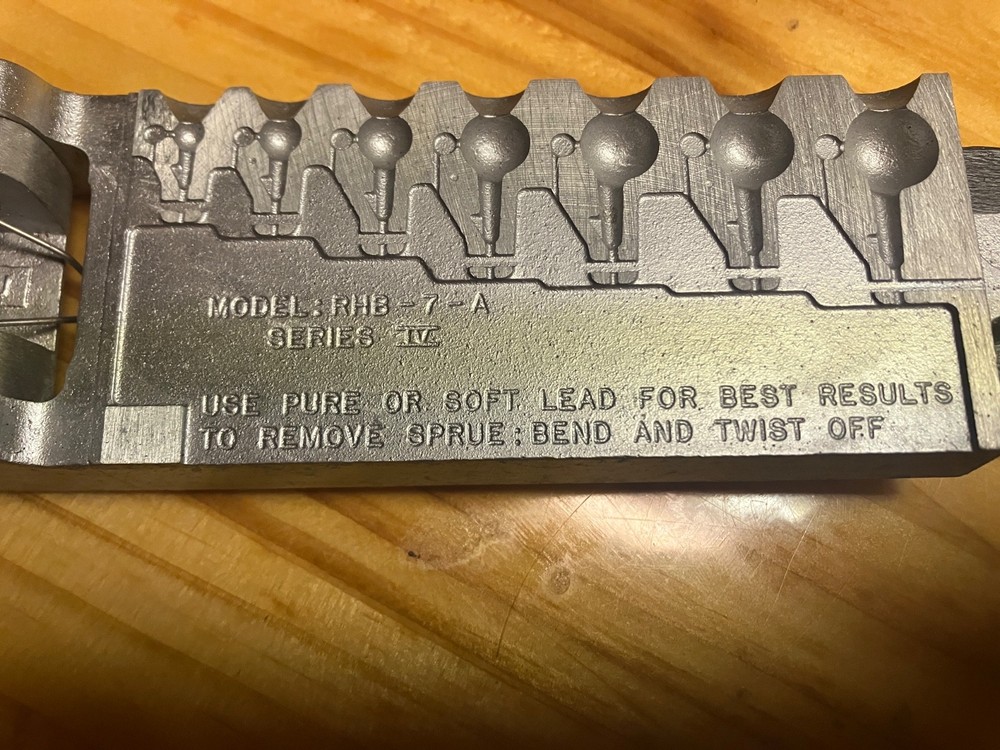 MODEL: RHB-7-A
SERIES IV
USE PURE OR SOFT LEAD FOR BEST RESULTS
TO REMOVE SPRUE: BEND AND TWIST OFF